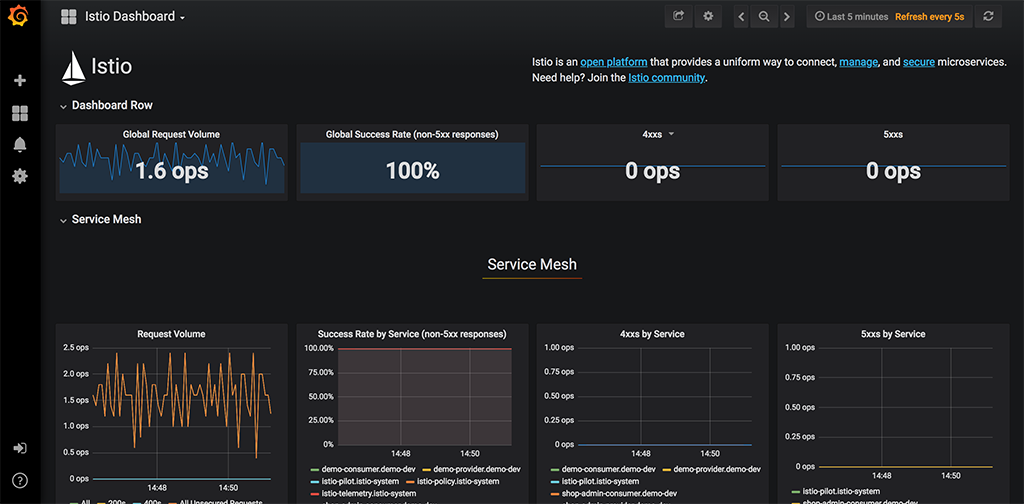 Istio Dashboard
Last 5 minutes Refresh every 5s
Istio
Istio is an open platform that provides a uniform way to connect, manage, and secure microservices.
Need help? Join the Istio community.
Dashboard Row
Global Request Volume
1.6 ops
Global Success Rate (non-5xx responses)
100%
4xxs
0 ops
5xxs
0 ops
Service Mesh
Service Mesh
Request Volume
2.5 ops
2.0 ops
1.5 ops
1.0 ops
0.5 ops
0 ops
14:48 14:50
All 200s 400s All Unsecured Requests
Success Rate by Service (non-5xx responses)
100.00%
75.00%
50.00%
25.00%
0%
14:48 14:50
demo-consumer.demo-dev demo-provider.demo-dev
istio-pilot.istio-system istio-policy.istio-system
istio-telemetry.istio-system
4xxs by Service
1.00 ops
0.75 ops
0.50 ops
0.25 ops
0 ops
14:48 14:50
demo-consumer.demo-dev demo-provider.demo-dev
istio-pilot.istio-system
shop-admin-consumer.demo-dev
5xxs by Service
1.00 ops
0.75 ops
0.50 ops
0.25 ops
0 ops
14:48 14:50
istio-pilot.istio-system
shop-admin-consumer.demo-dev